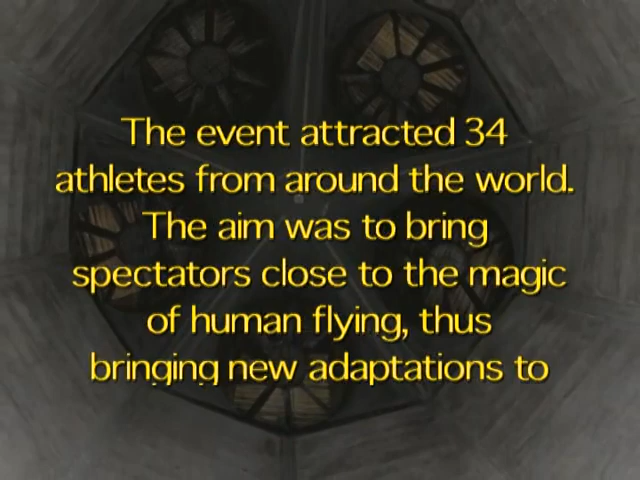 The event attracted 34
athletes from around the world.
The aim was to bring
spectators close to the magic
of human flying, thus
bringing new adaptations to